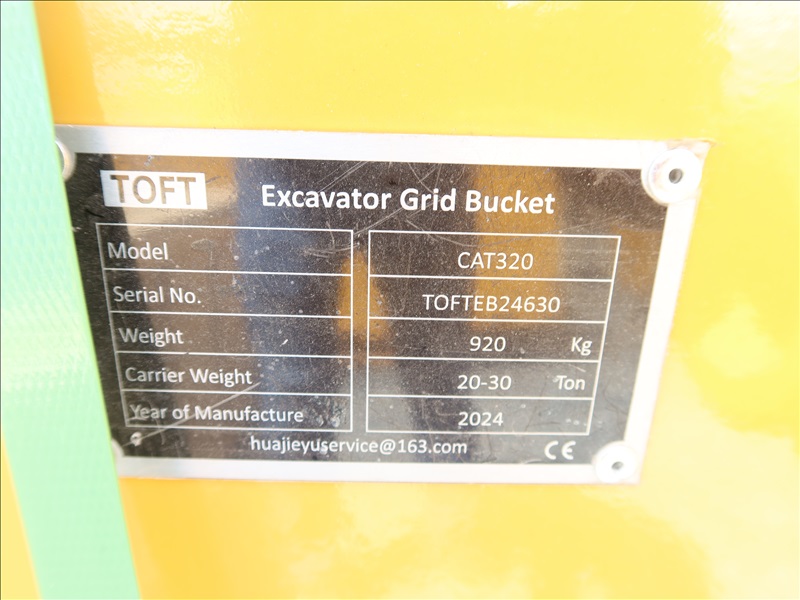 TOFT Excavator Grid Bucket
Model CAT320
Serial No. TOFTEB24630
Weight 920 Kg
Carrier Weight 20-30 Ton
Year of Manufacture 2024
huajieyuservice@163.com CE